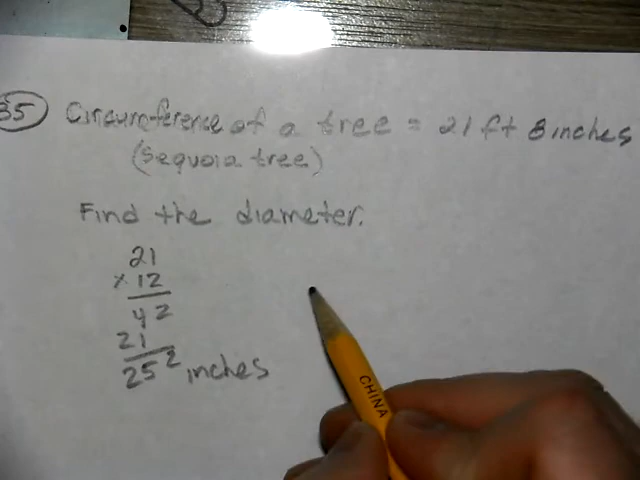 35 Circumference of a tree = 21 ft 8 inches
(Sequoia tree)
Find the diameter.
21
x 12
42
21
252 inches
CHINA